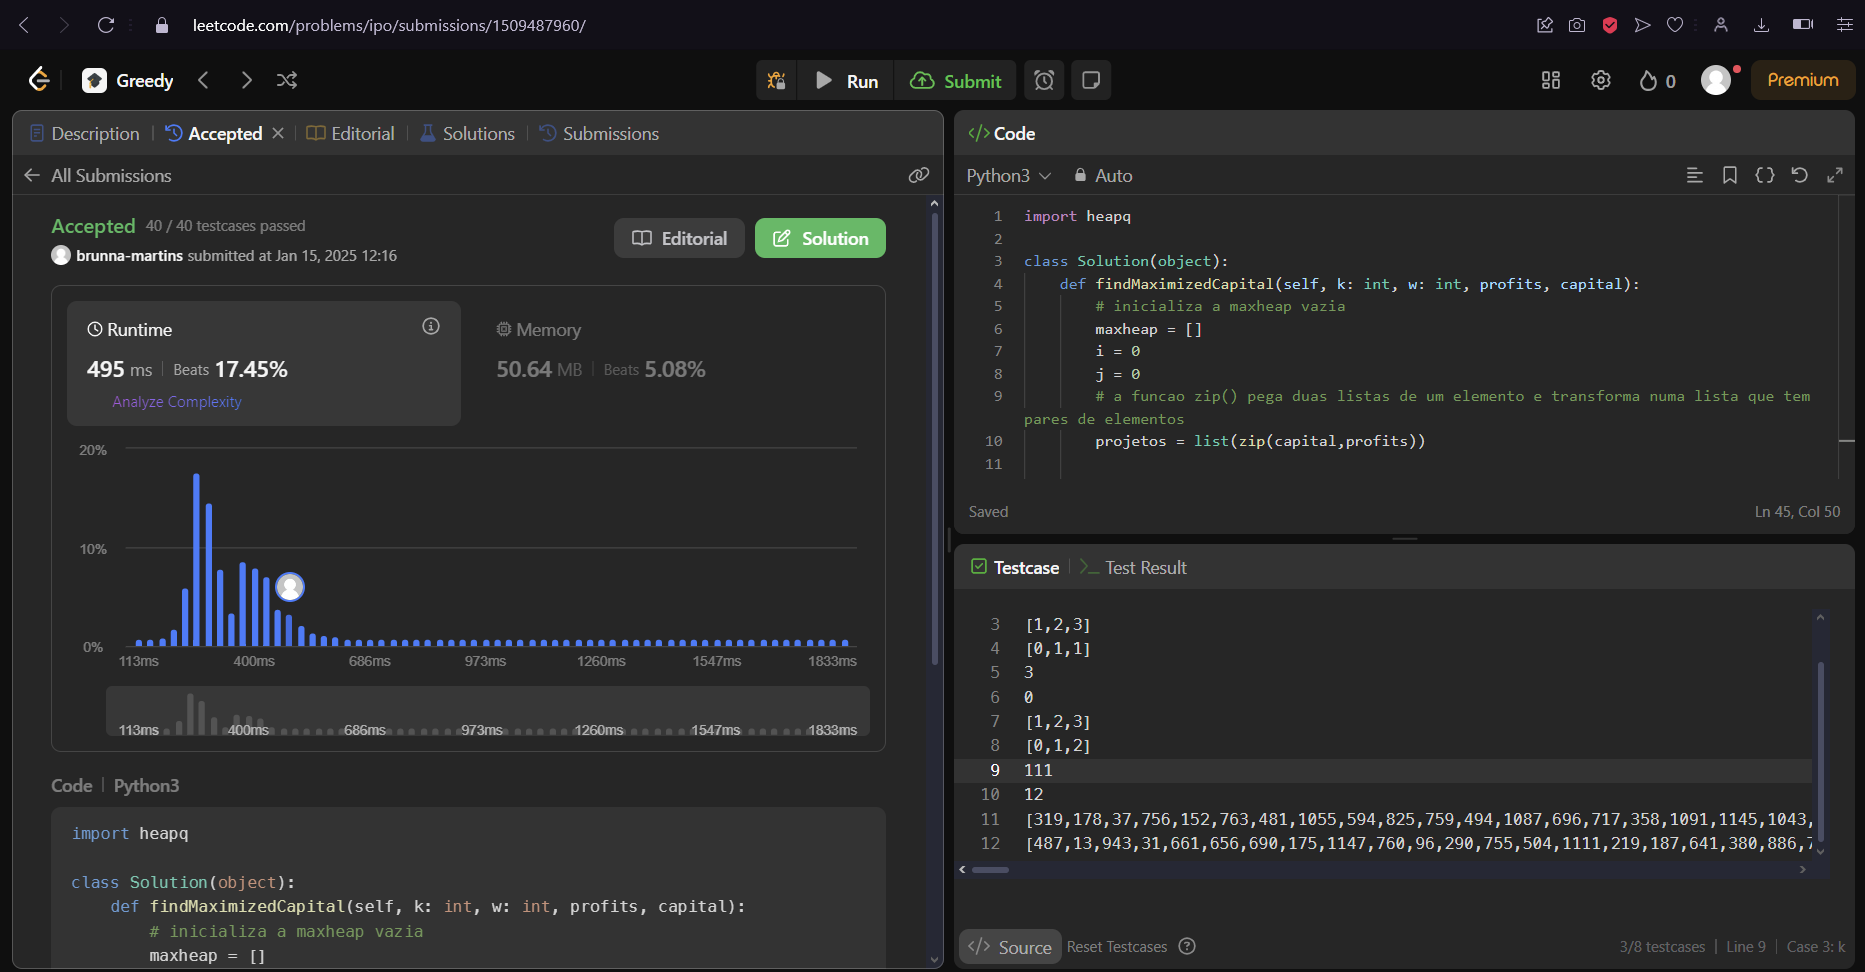 leetcode.com/problems/ipo/submissions/1509487960/
Greedy
Run
Submit
0
Premium
Description
Accepted
Editorial
Solutions
Submissions
All Submissions
Accepted 40 / 40 testcases passed
brunna-martins submitted at Jan 15, 2025 12:16
Editorial
Solution
Runtime
495 ms | Beats 17.45%
Analyze Complexity
Memory
50.64 MB | Beats 5.08%
20%
10%
0%
113ms 400ms 686ms 973ms 1260ms 1547ms 1833ms
113ms 400ms 686ms 973ms 1260ms 1547ms 1833ms
Code | Python3
import heapq
class Solution(object):
def findMaximizedCapital(self, k: int, w: int, profits, capital):
# inicializa a maxheap vazia
maxheap = []
</> Code
Python3
Auto
1 import heapq
2
3 class Solution(object):
4 def findMaximizedCapital(self, k: int, w: int, profits, capital):
5 # inicializa a maxheap vazia
6 maxheap = []
7 i = 0
8 j = 0
9 # a funcao zip() pega duas listas de um elemento e transforma numa lista que tem
pares de elementos
10 projetos = list(zip(capital,profits))
11
Saved
Ln 45, Col 50
Testcase
>_ Test Result
3 [1,2,3]
4 [0,1,1]
5 3
6 0
7 [1,2,3]
8 [0,1,2]
9 111
10 12
11 [319,178,37,756,152,763,481,1055,594,825,759,494,1087,696,717,358,1091,1145,1043,
12 [487,13,943,31,661,656,690,175,1147,760,96,290,755,504,1111,219,187,641,380,886,7
</> Source
Reset Testcases
3/8 testcases | Line 9 | Case 3: k